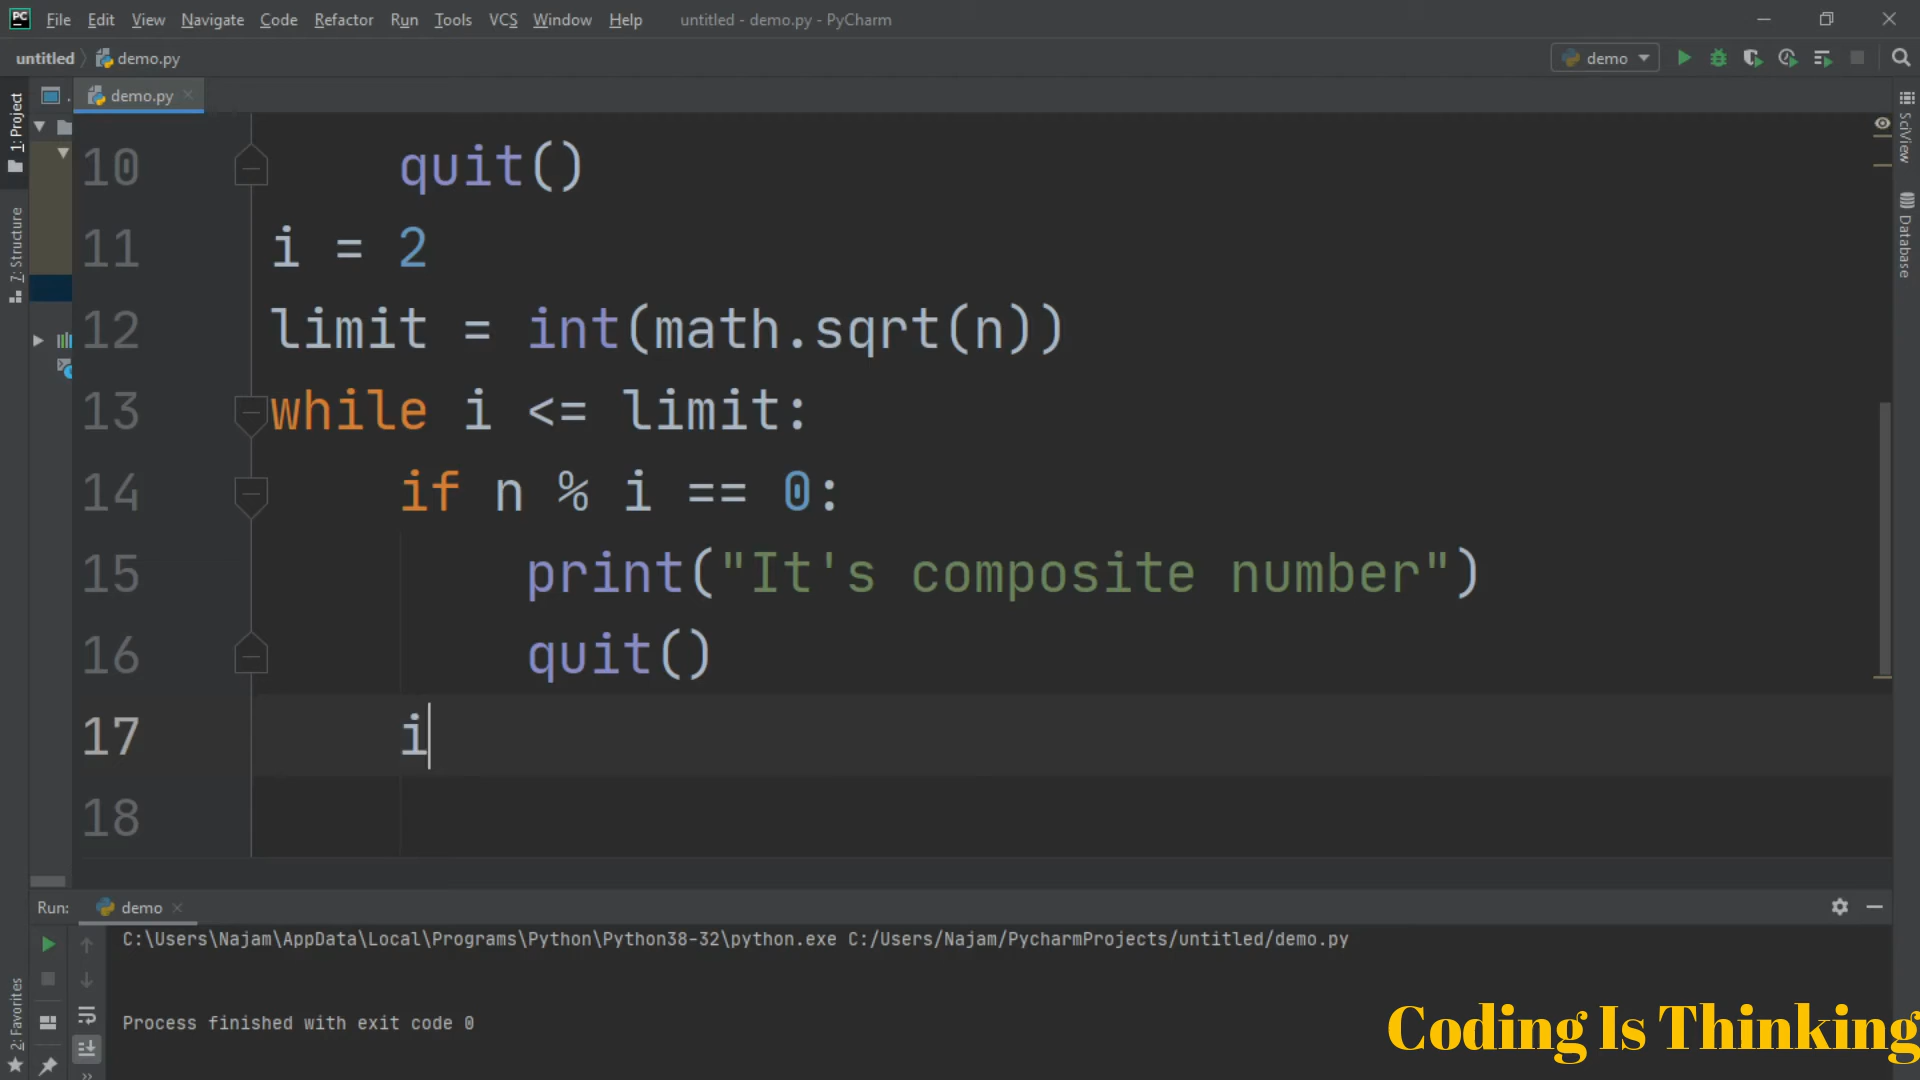 PC File Edit View Navigate Code Refactor Run Tools VCS Window Help untitled - demo.py - PyCharm
untitled demo.py demo
1: Project
demo.py
SciView
10 quit()
7: Structure
Database
11 i = 2
12 limit = int(math.sqrt(n))
13 while i <= limit:
14 if n % i == 0:
15 print("It's composite number")
16 quit()
17 i
18
Run: demo
C:\Users\Najam\AppData\Local\Programs\Python\Python38-32\python.exe C:/Users/Najam/PycharmProjects/untitled/demo.py
2: Favorites
Process finished with exit code 0
Coding Is Thinking